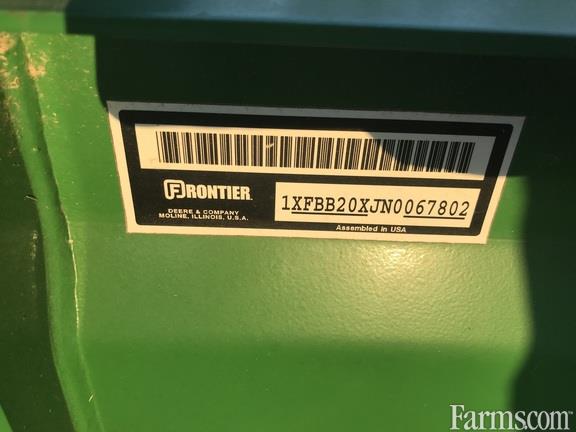 FRONTIER
DEERE & COMPANY
MOLINE, ILLINOIS, U.S.A.
1XFBB20XJN0067802
Assembled in USA
Farms.com